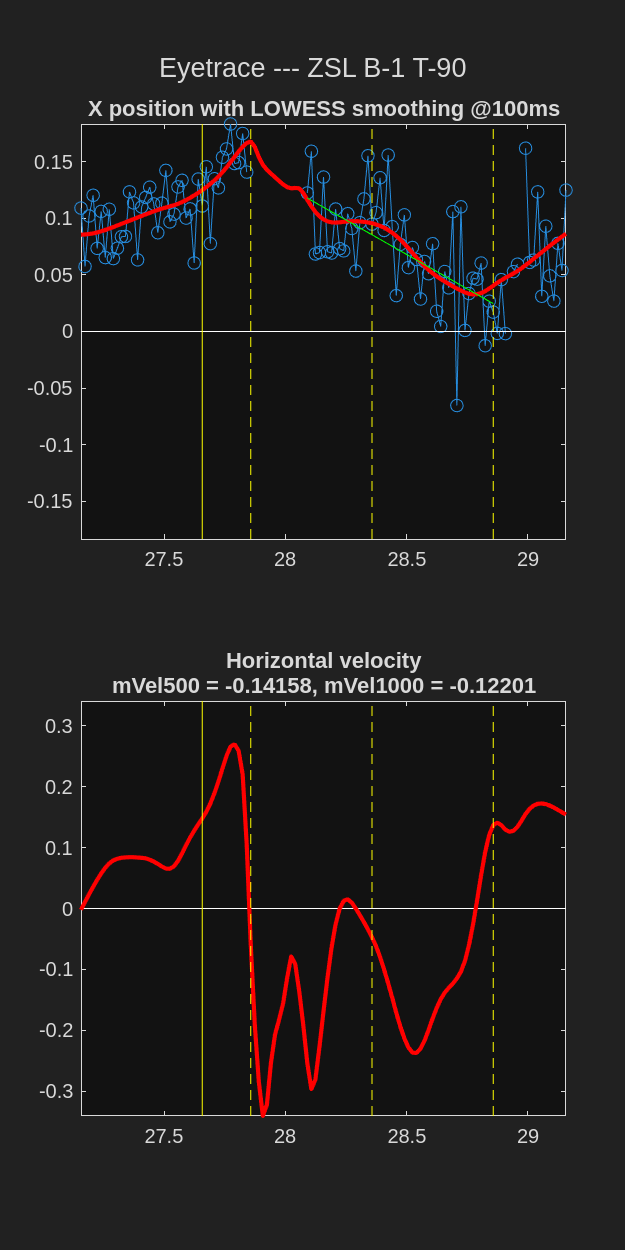 Eyetrace --- ZSL B-1 T-90
X position with LOWESS smoothing @100ms
0.15
0.1
0.05
0
-0.05
-0.1
-0.15
27.5 28 28.5 29
Horizontal velocity
mVel500 = -0.14158, mVel1000 = -0.12201
0.3
0.2
0.1
0
-0.1
-0.2
-0.3
27.5 28 28.5 29